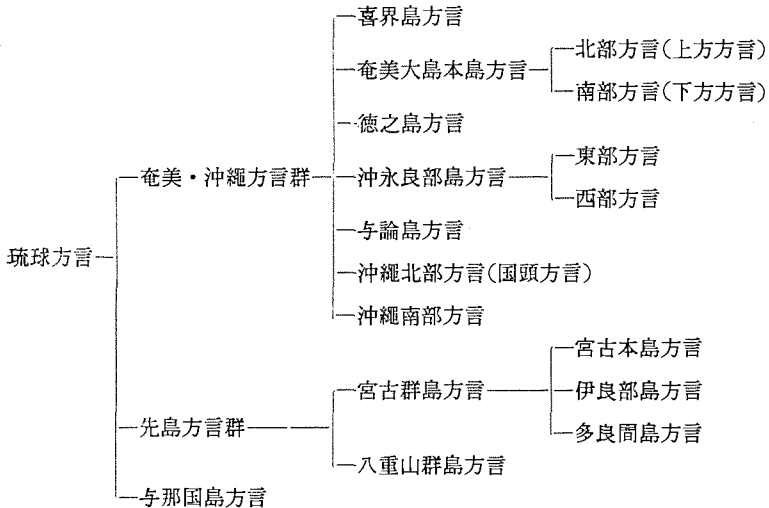 喜界島方言
奄美大島本島方言
北部方言(上方方言)
南部方言(下方方言)
徳之島方言
奄美・沖繩方言群
沖永良部島方言
東部方言
西部方言
与論島方言
琉球方言
沖繩北部方言(国頭方言)
沖繩南部方言
先島方言群
宮古群島方言
宮古本島方言
伊良部島方言
多良間島方言
八重山群島方言
与那国島方言